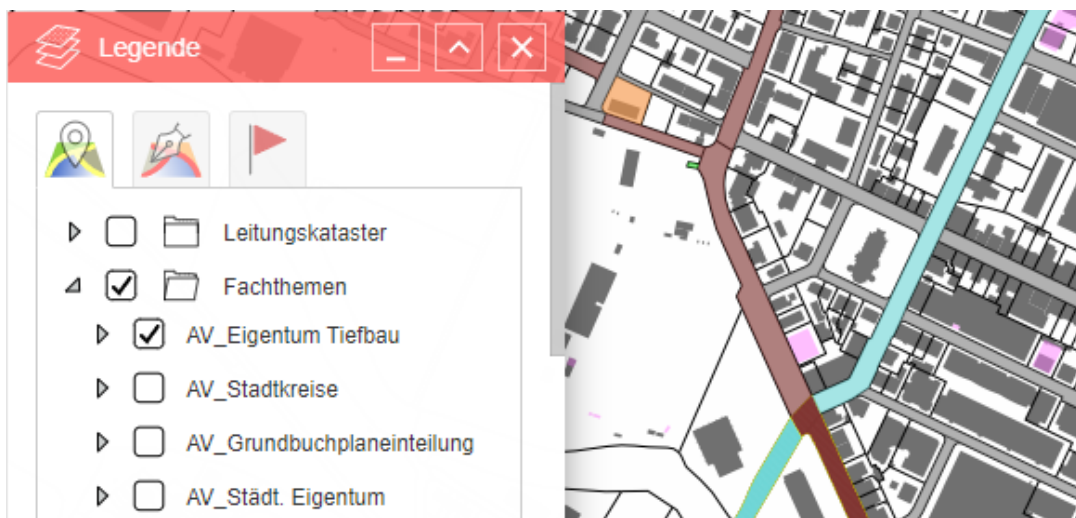 Legende
Leitungskataster
Fachthemen
AV_Eigentum Tiefbau
AV_Stadtkreise
AV_Grundbuchplaneinteilung
AV_Städt. Eigentum